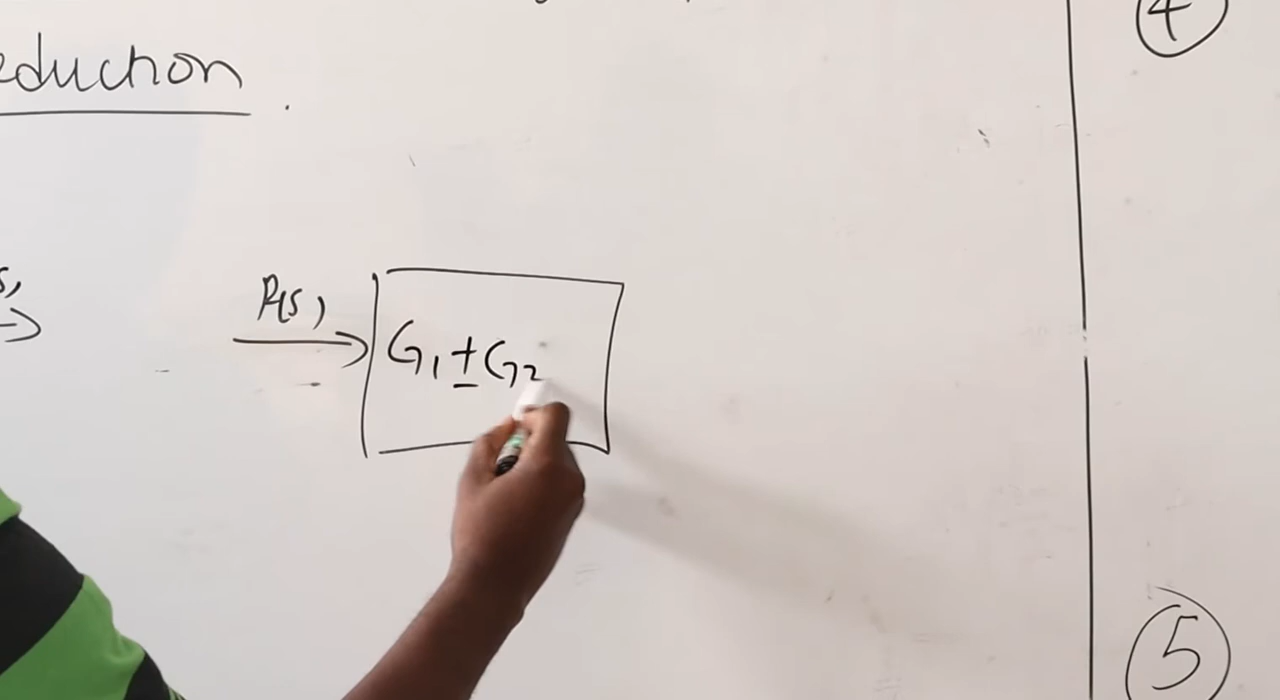 eduction
④
s,
R(s)
G₁ ± G₂
⑤